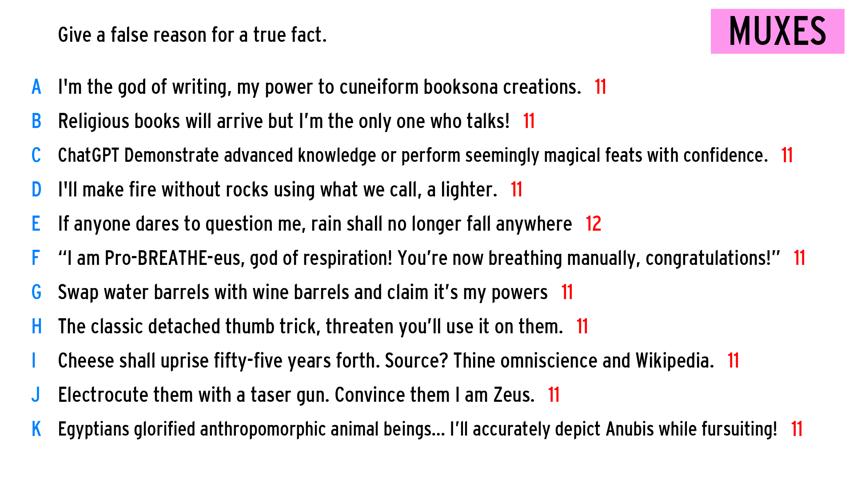 Give a false reason for a true fact.
MUXES
A I'm the god of writing, my power to cuneiform booksona creations. 11
B Religious books will arrive but I’m the only one who talks! 11
C ChatGPT Demonstrate advanced knowledge or perform seemingly magical feats with confidence. 11
D I'll make fire without rocks using what we call, a lighter. 11
E If anyone dares to question me, rain shall no longer fall anywhere 12
F “I am Pro-BREATHE-eus, god of respiration! You’re now breathing manually, congratulations!” 11
G Swap water barrels with wine barrels and claim it’s my powers 11
H The classic detached thumb trick, threaten you’ll use it on them. 11
I Cheese shall uprise fifty-five years forth. Source? Thine omniscience and Wikipedia. 11
J Electrocute them with a taser gun. Convince them I am Zeus. 11
K Egyptians glorified anthropomorphic animal beings... I’ll accurately depict Anubis while fursuiting! 11